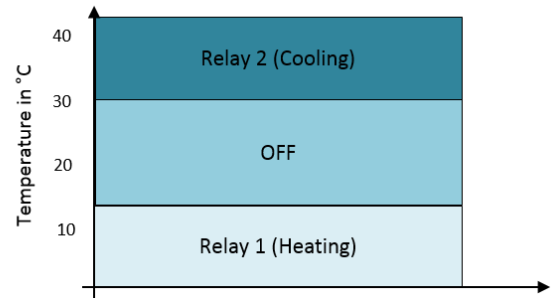 40
Relay 2 (Cooling)
30
OFF
20
10
Relay 1 (Heating)
Temperature in °C